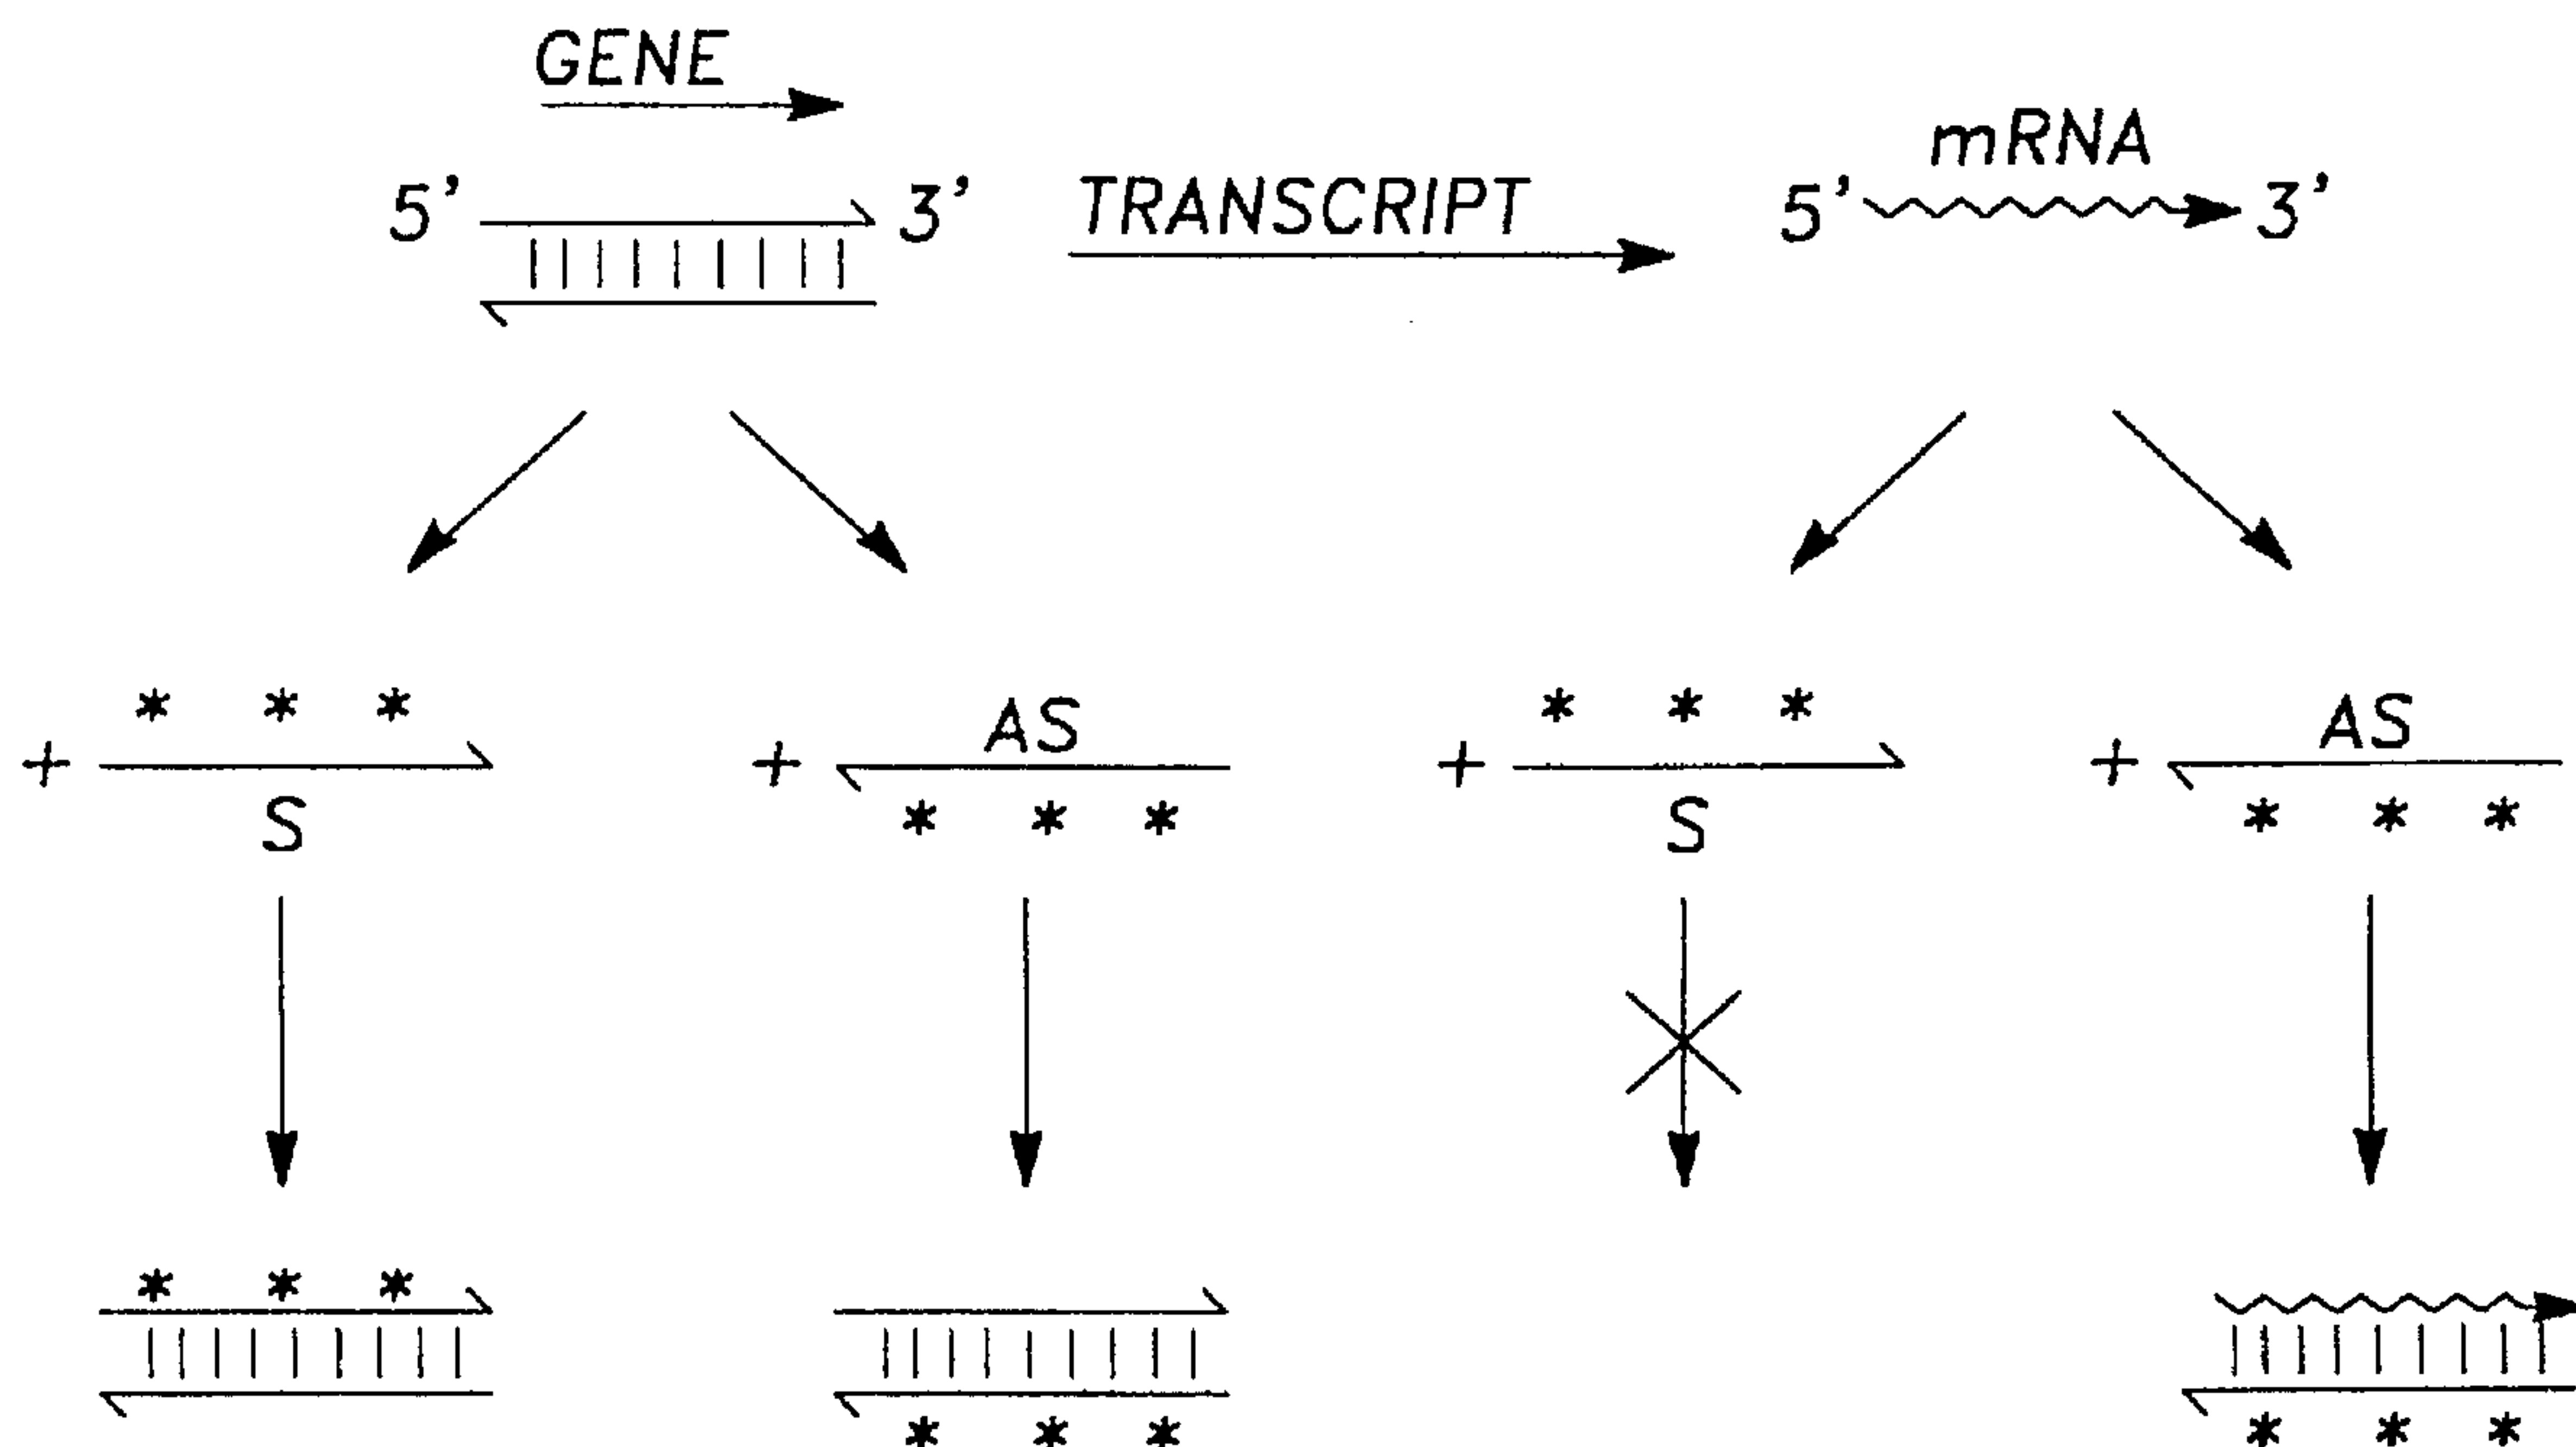 GENE
mRNA
5' 3' TRANSCRIPT 5' 3'
* * * AS * * * AS
+ + + +
S * * * S * * *
* * *
* * * * * *